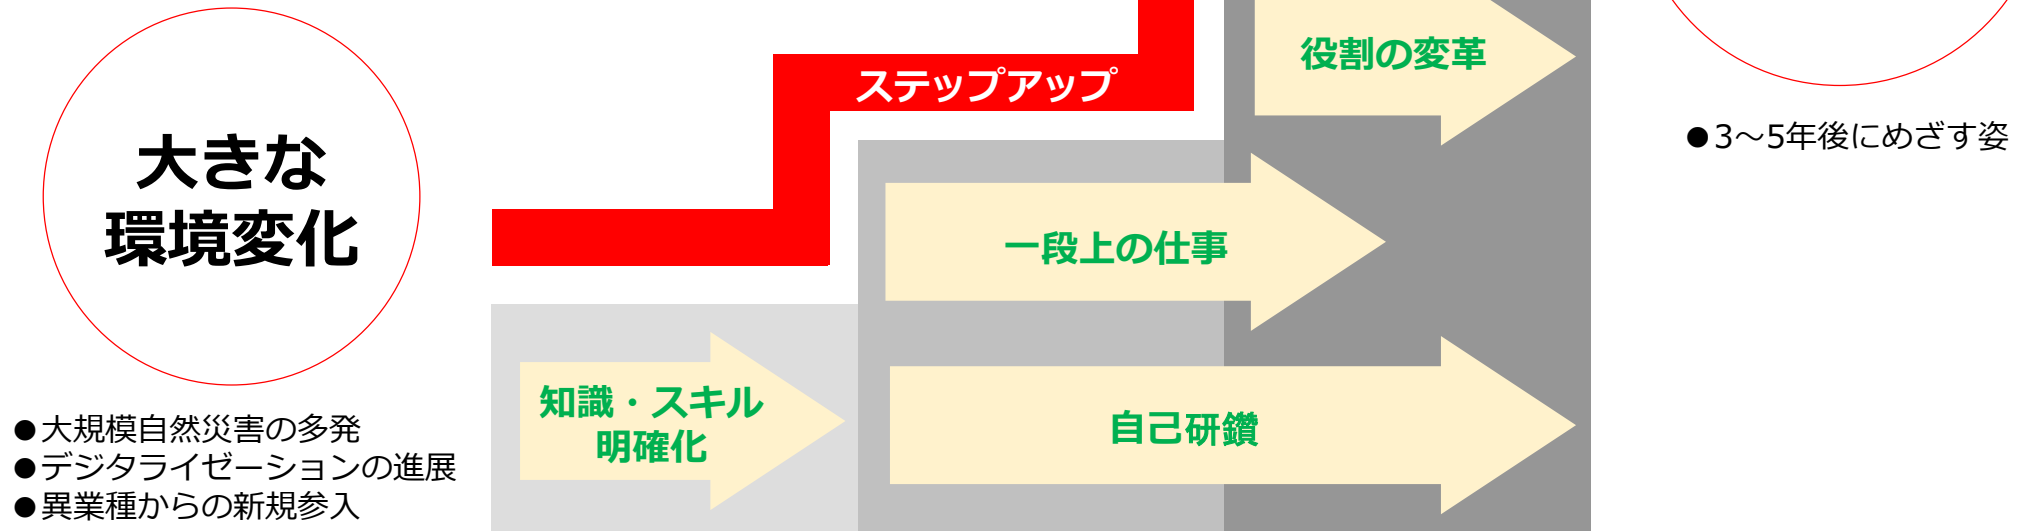 大きな
環境変化
●大規模自然災害の多発
●デジタライゼーションの進展
●異業種からの新規参入
ステップアップ
役割の変革
一段上の仕事
知識・スキル
明確化
自己研鑽
●3～5年後にめざす姿